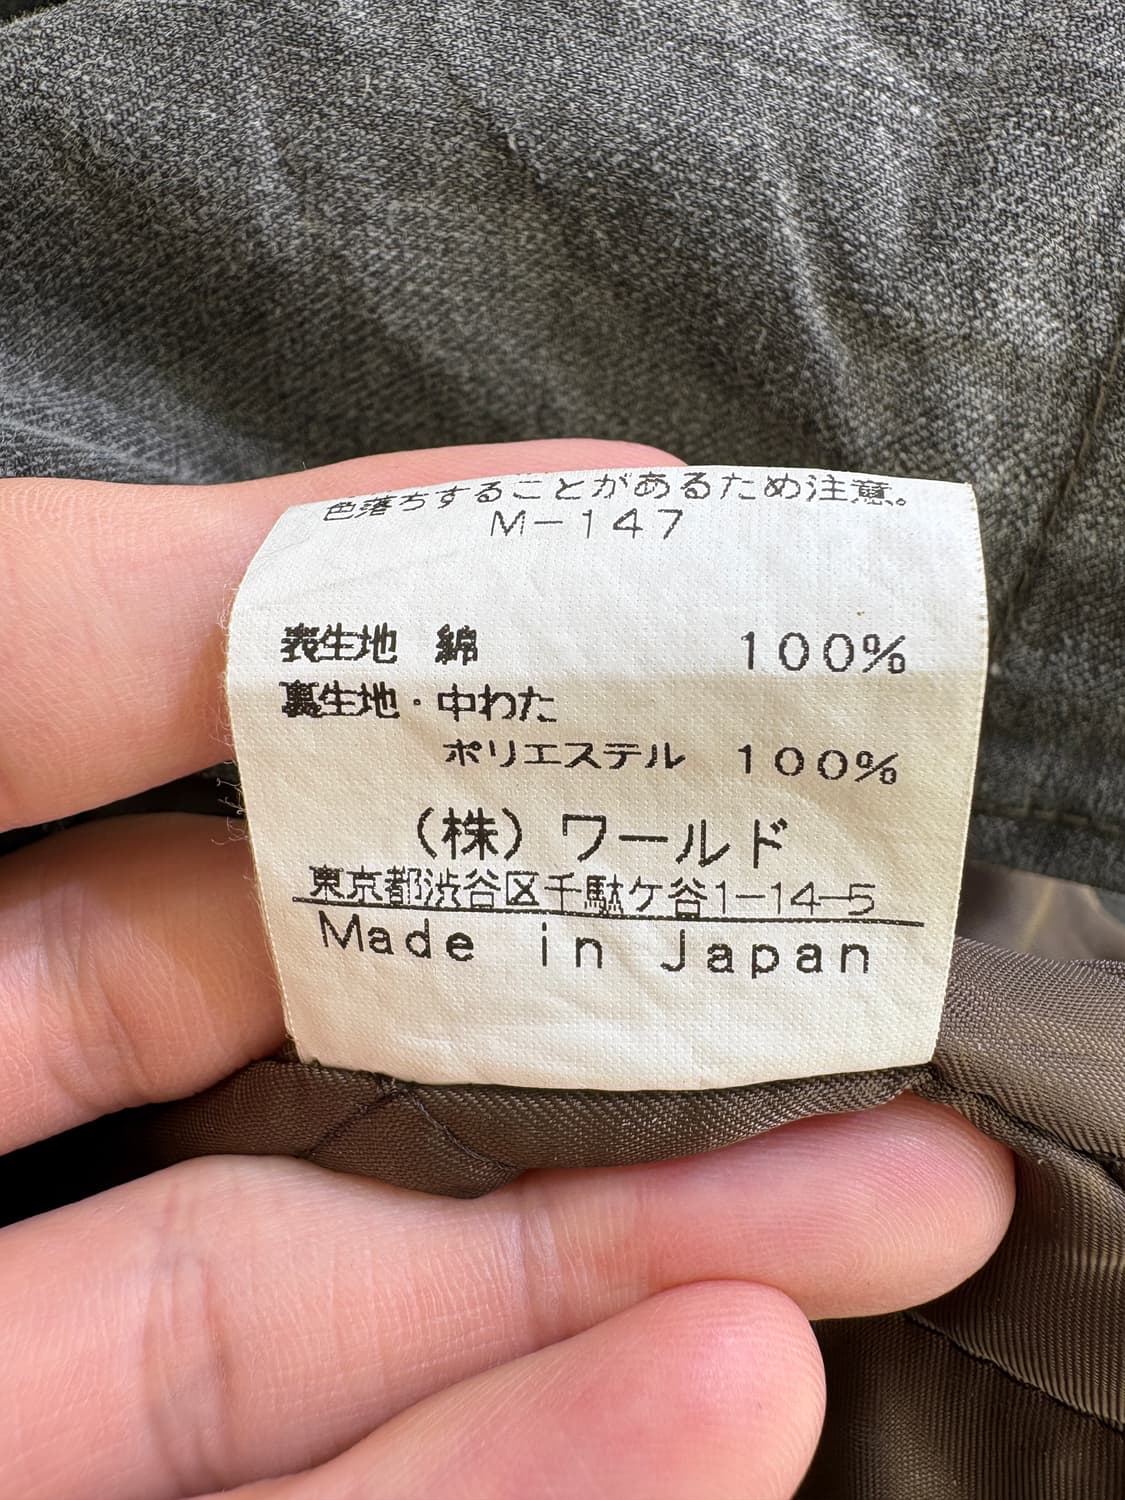 色落ちすることがあるため注意。
M-147
表生地 綿 100%
裏生地・中わた
ポリエステル 100%
(株)ワールド
東京都渋谷区千駄ケ谷1-14-5
Made in Japan